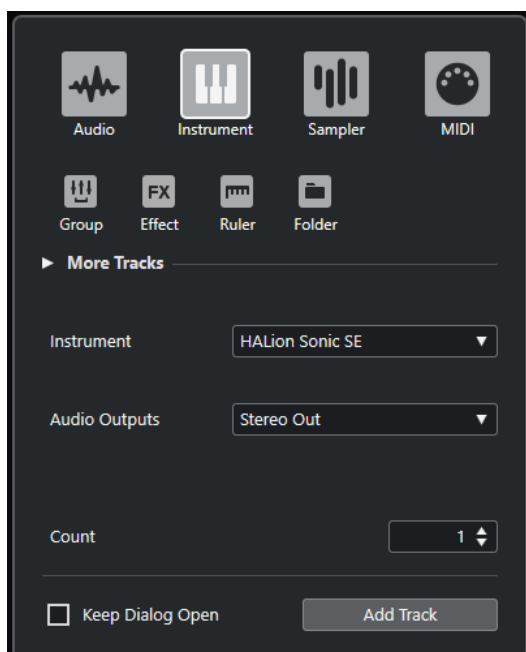 Audio Instrument Sampler MIDI
FX
Group Effect Ruler Folder
More Tracks
Instrument HALion Sonic SE
Audio Outputs Stereo Out
Count 1
Keep Dialog Open Add Track